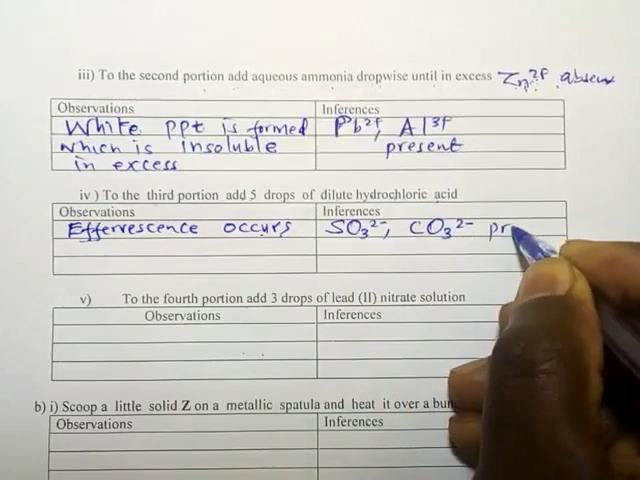 iii) To the second portion add aqueous ammonia dropwise until in excess Zn2+ absent
Observations Inferences
White ppt is formed Pb2+, Al3+
which is insoluble present
in excess
iv ) To the third portion add 5 drops of dilute hydrochloric acid
Observations Inferences
Effervescence occurs SO32-, CO32- pr
v) To the fourth portion add 3 drops of lead (II) nitrate solution
Observations Inferences
b) i) Scoop a little solid Z on a metallic spatula and heat it over a
Observations Inferences